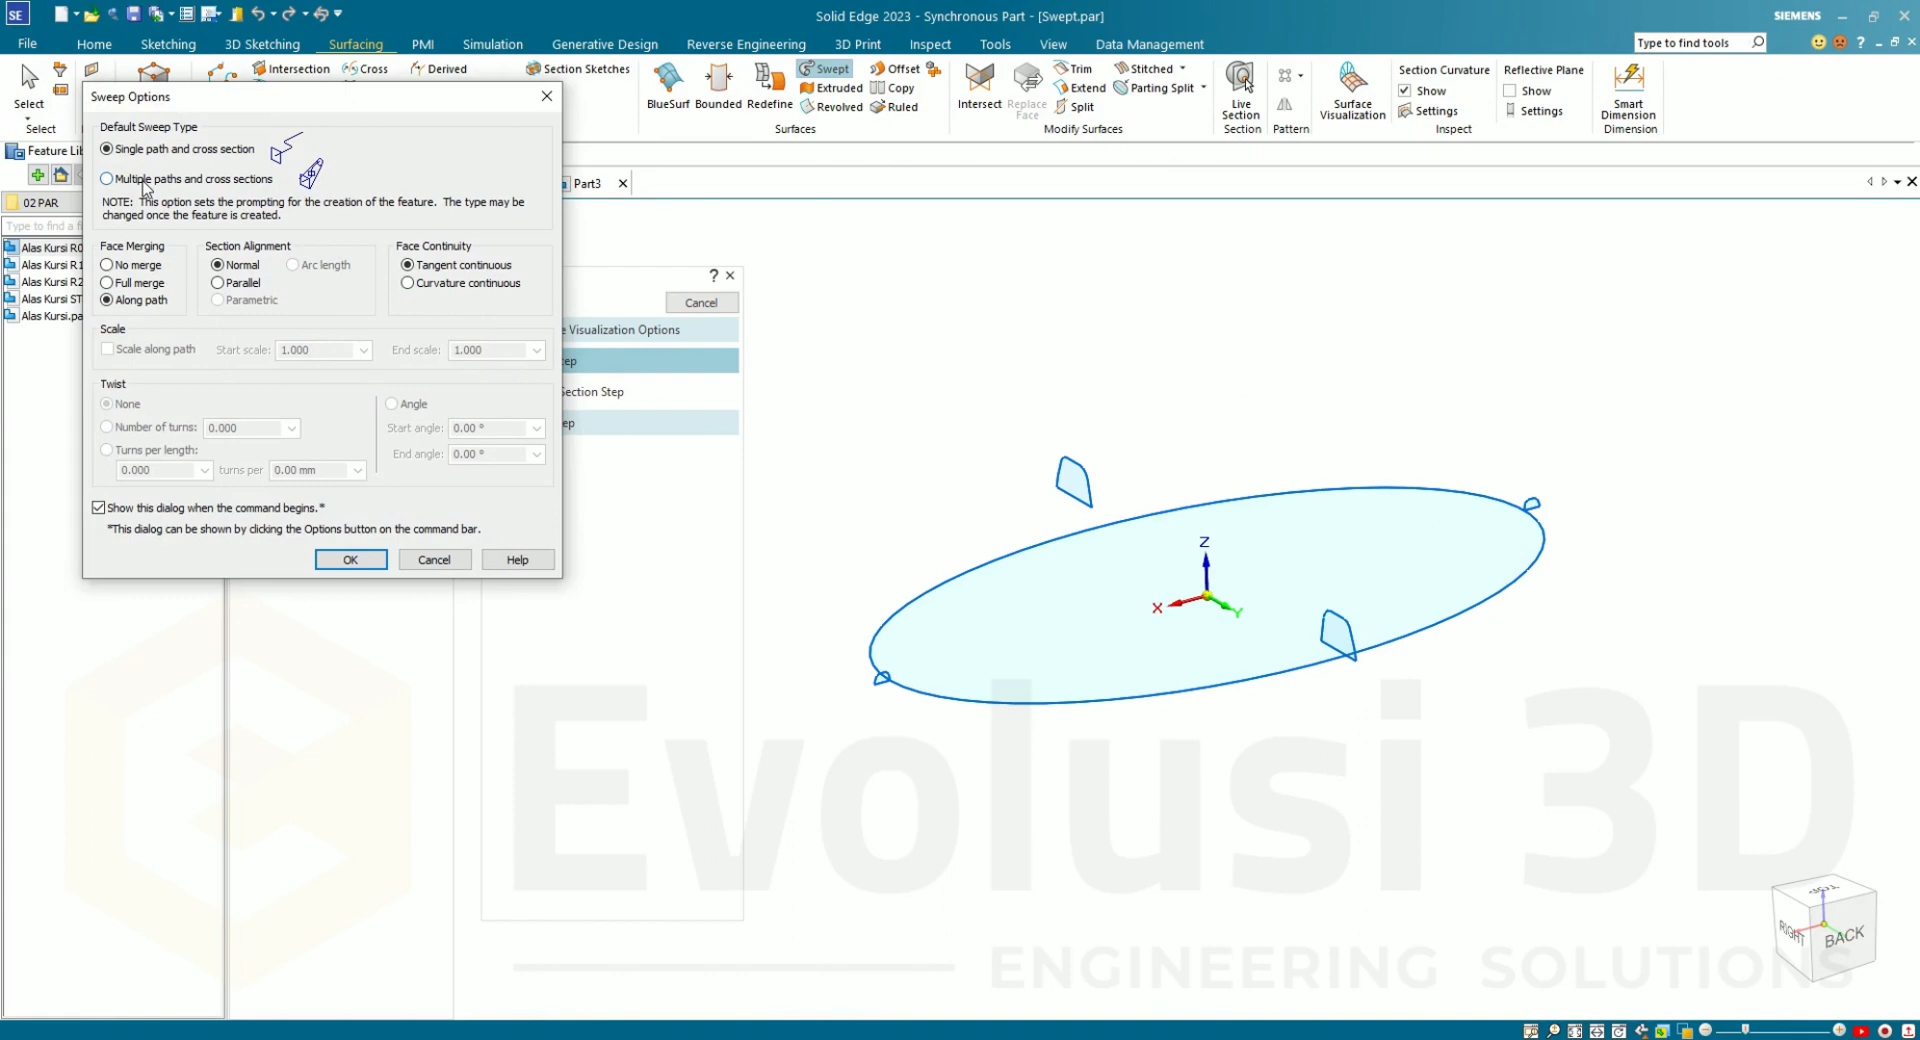 SE
Solid Edge 2023 - Synchronous Part - [Swept.par]
SIEMENS
File Home Sketching 3D Sketching Surfacing PMI Simulation Generative Design Reverse Engineering 3D Print Inspect Tools View Data Management
Type to find tools
Select
Select
Intersection Cross Derived
Section Sketches
BlueSurf Bounded Redefine
Swept Offset
Extruded Copy
Revolved Ruled
Surfaces
Intersect Replace Face
Trim Stitched
Extend Parting Split
Split
Modify Surfaces
Live Section
Section
Pattern
Surface Visualization
Section Curvature
Show
Settings
Reflective Plane
Show
Settings
Inspect
Smart Dimension
Dimension
Feature Lib
02 PAR
Type to find a f
Alas Kursi R0
Alas Kursi R1
Alas Kursi R2
Alas Kursi ST
Alas Kursi.pa
Part3
Sweep Options
Default Sweep Type
Single path and cross section
Multiple paths and cross sections
NOTE: This option sets the prompting for the creation of the feature. The type may be
changed once the feature is created.
Face Merging
No merge
Full merge
Along path
Section Alignment
Normal Arc length
Parallel
Parametric
Face Continuity
Tangent continuous
Curvature continuous
Scale
Scale along path Start scale: 1.000 End scale: 1.000
Twist
None
Number of turns: 0.000
Turns per length:
0.000 turns per 0.00 mm
Angle
Start angle: 0.00 °
End angle: 0.00 °
Show this dialog when the command begins.*
*This dialog can be shown by clicking the Options button on the command bar.
OK Cancel Help
?
Cancel
e Visualization Options
tep
Section Step
ep
Z
X
Y
Evolusi 3D
ENGINEERING SOLUTIONS
TOP
RIGHT
BACK